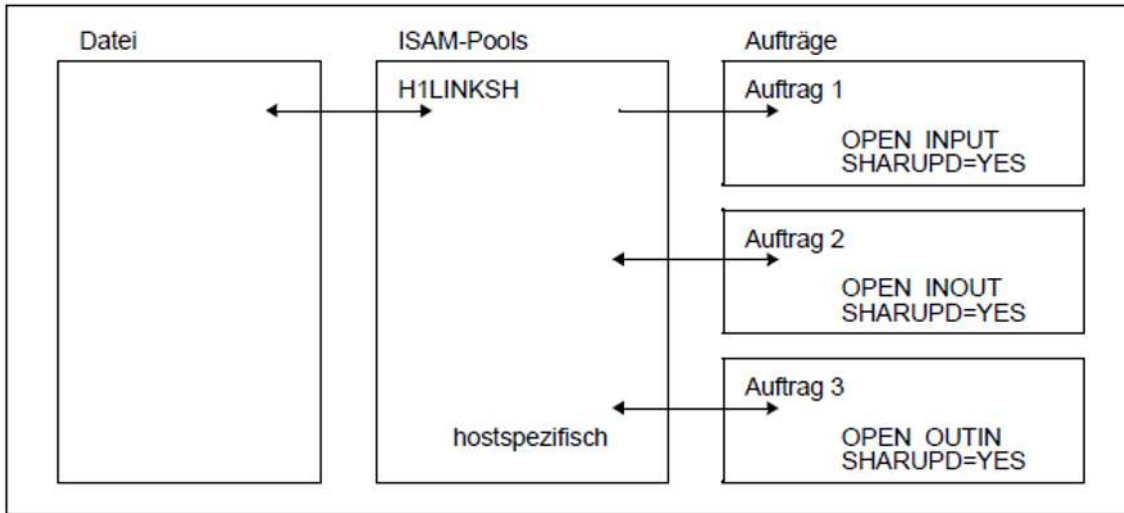 Datei
ISAM-Pools
Aufträge
H1LINKSH
Auftrag 1
OPEN INPUT
SHARUPD=YES
Auftrag 2
OPEN INOUT
SHARUPD=YES
Auftrag 3
OPEN OUTIN
SHARUPD=YES
hostspezifisch